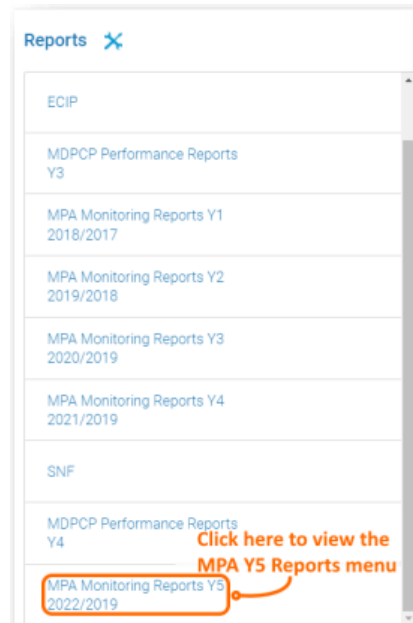 Reports
ECIP
MDPCP Performance Reports
Y3
MPA Monitoring Reports Y1
2018/2017
MPA Monitoring Reports Y2
2019/2018
MPA Monitoring Reports Y3
2020/2019
MPA Monitoring Reports Y4
2021/2019
SNF
MDPCP Performance Reports
Y4
Click here to view the
MPA Y5 Reports menu
MPA Monitoring Reports Y5
2022/2019